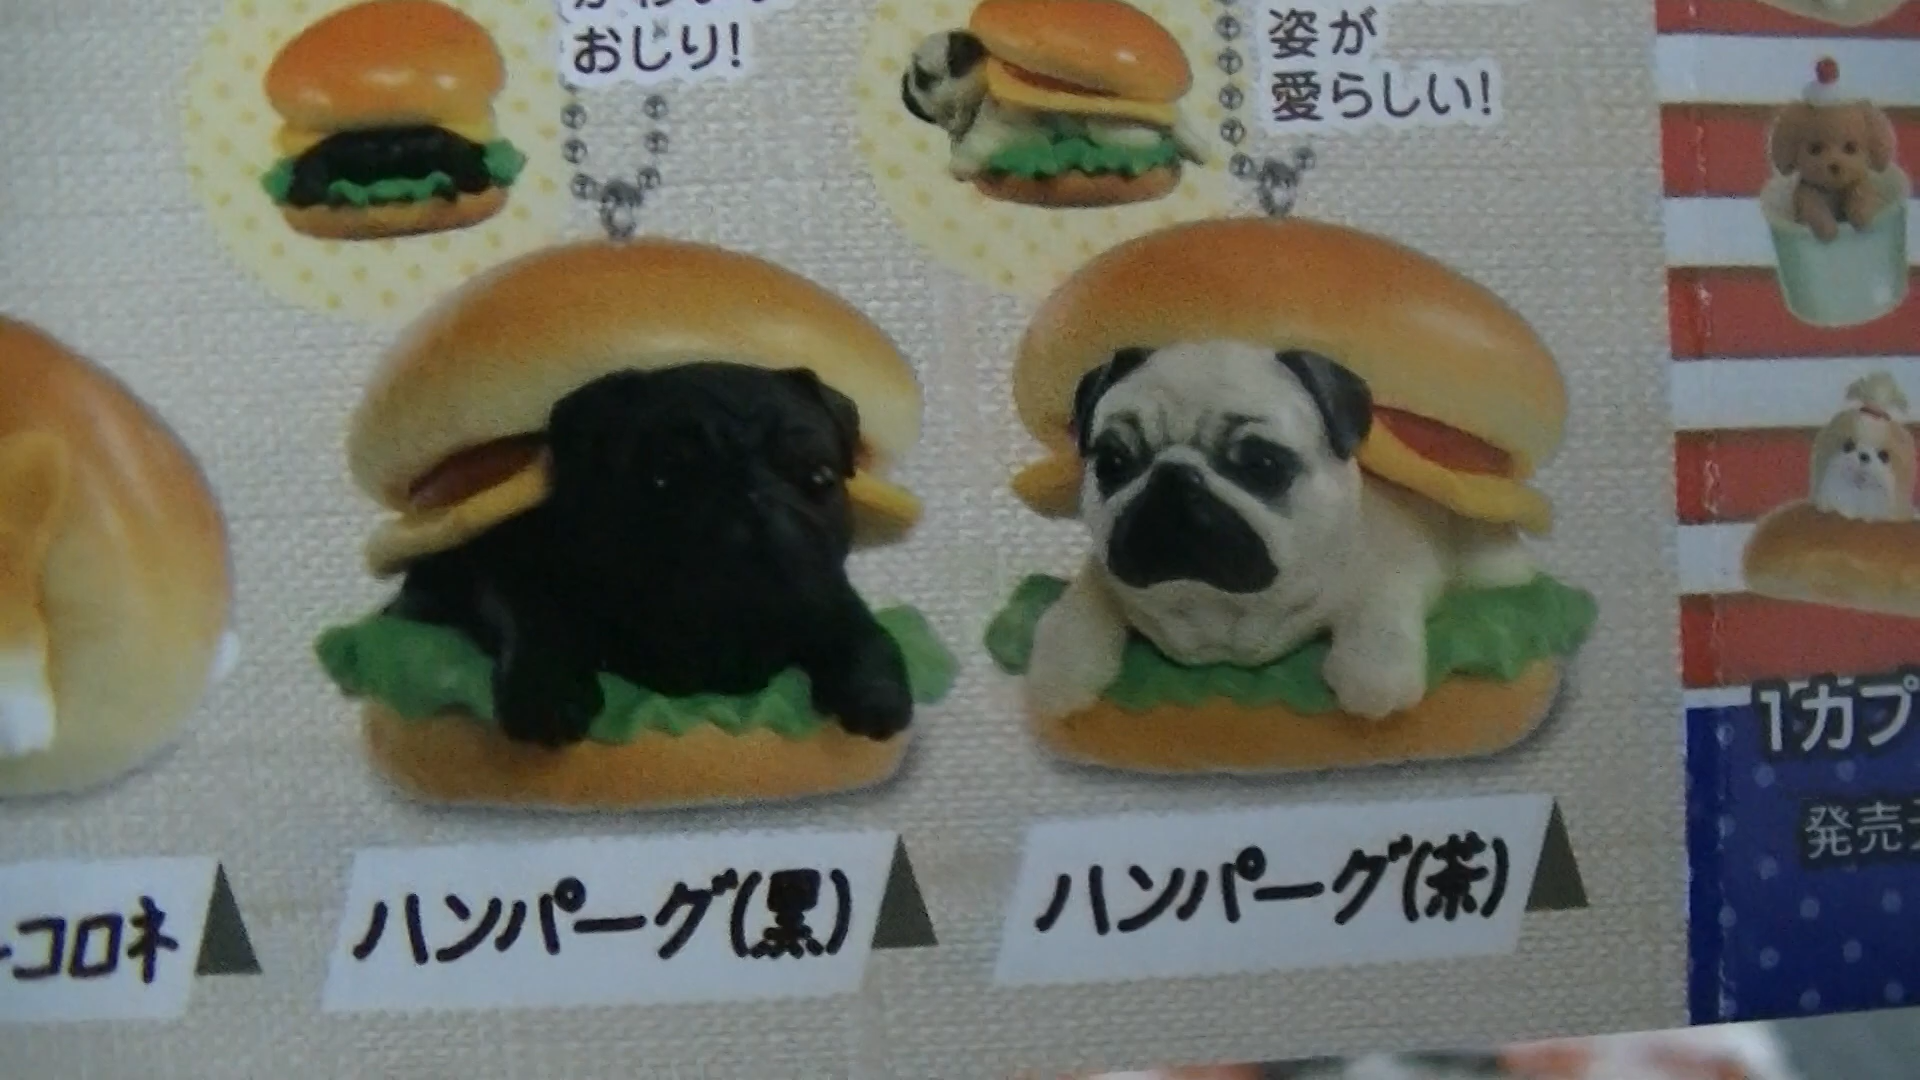 おしり!
姿が
愛らしい!
コロネ
ハンパーグ(黒)
ハンパーグ(茶)
1カプ
発売